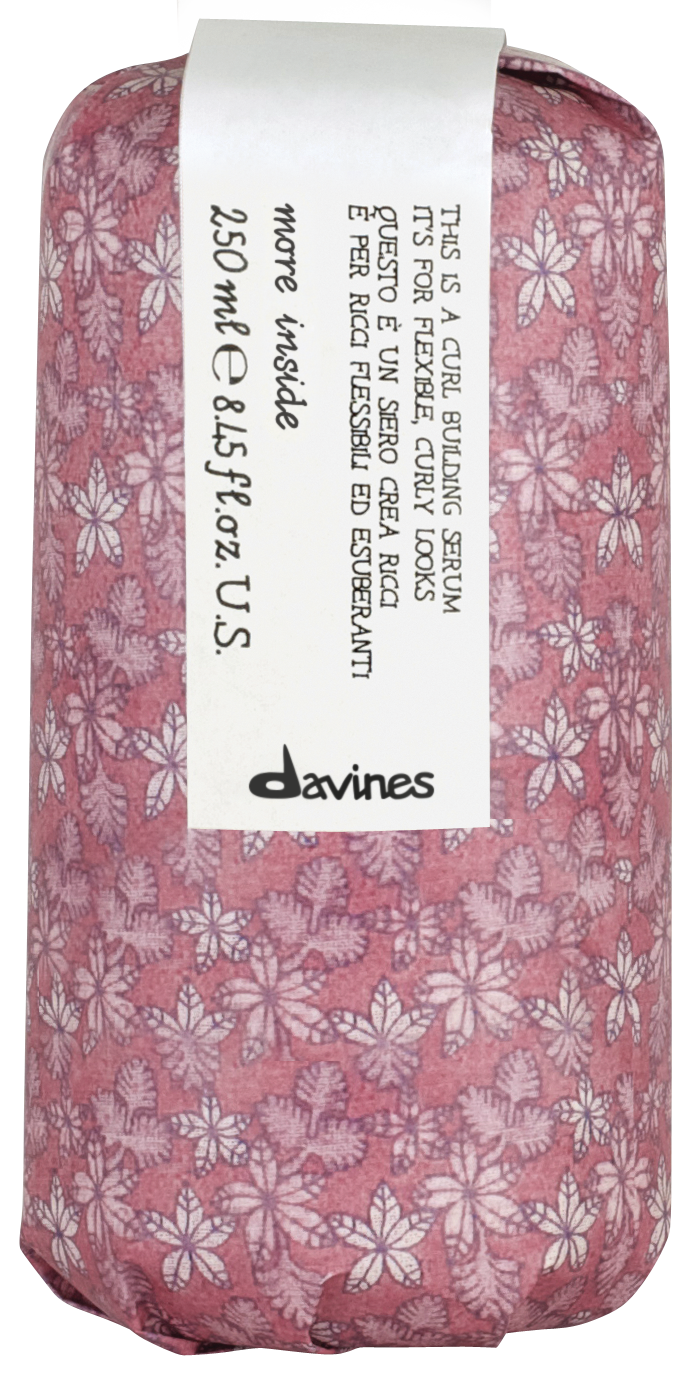 THIS IS A CURL BUILDING SERUM
IT'S FOR FLEXIBLE, CURLY LOOKS
QUESTO È UN SIERO CREA RICCI
E PER RICCI FLESSIBILI ED ESUBERANTI
more inside
250 ml ℮ 8.45 fl.oz. U.S.
davines